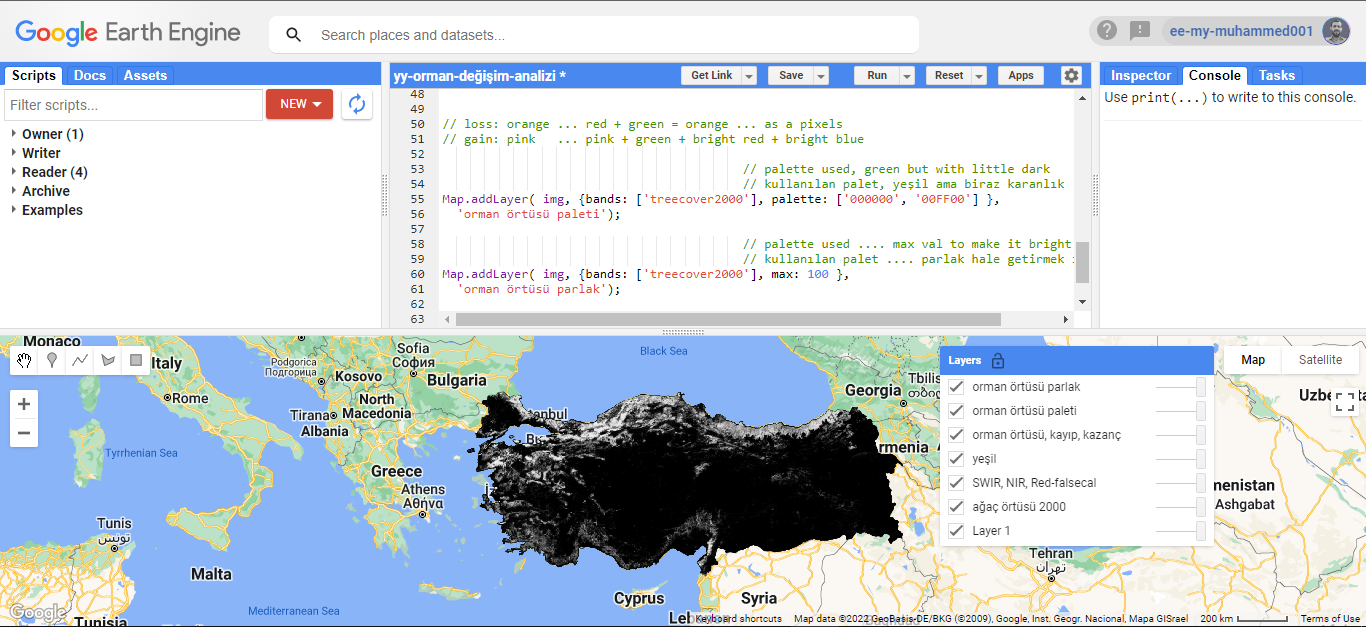 Google Earth Engine
Search places and datasets...
ee-my-muhammed001
Scripts Docs Assets
Filter scripts...
NEW
Owner (1)
Writer
Reader (4)
Archive
Examples
yy-orman-değişim-analizi *
Get Link Save Run Reset Apps
48
49
50 // loss: orange ... red + green = orange ... as a pixels
51 // gain: pink   ... pink + green + bright red + bright blue
52
53 // palette used, green but with little dark
54 // kullanılan palet, yeşil ama biraz karanlık
55 Map.addLayer( img, {bands: ['treecover2000'], palette: ['000000', '00FF00'] },
56 'orman örtüsü paleti');
57
58 // palette used .... max val to make it bright
59 // kullanılan palet .... parlak hale getirmek
60 Map.addLayer( img, {bands: ['treecover2000'], max: 100 },
61 'orman örtüsü parlak');
62
63
Inspector Console Tasks
Use print(...) to write to this console.
Monaco
Italy
Rome
Tyrrhenian Sea
Tunis
تونس
Malta
Mediterranean Sea
Tunisia
Podgorica
Подгорица
Kosovo
Sofia
София
Bulgaria
North
Macedonia
Tirana
Albania
Greece
Athens
Αθήνα
Black Sea
Georgia
Cyprus
Syria
Tehran
تهران
Ashgabat
Layers
orman örtüsü parlak
orman örtüsü paleti
orman örtüsü, kayıp, kazanç
yeşil
SWIR, NIR, Red-falsecal
ağaç örtüsü 2000
Layer 1
Map Satellite
Google
Keyboard shortcuts
Map data ©2022 GeoBasis-DE/BKG (©2009), Google, Inst. Geogr. Nacional, Mapa GISrael
200 km
Terms of Use